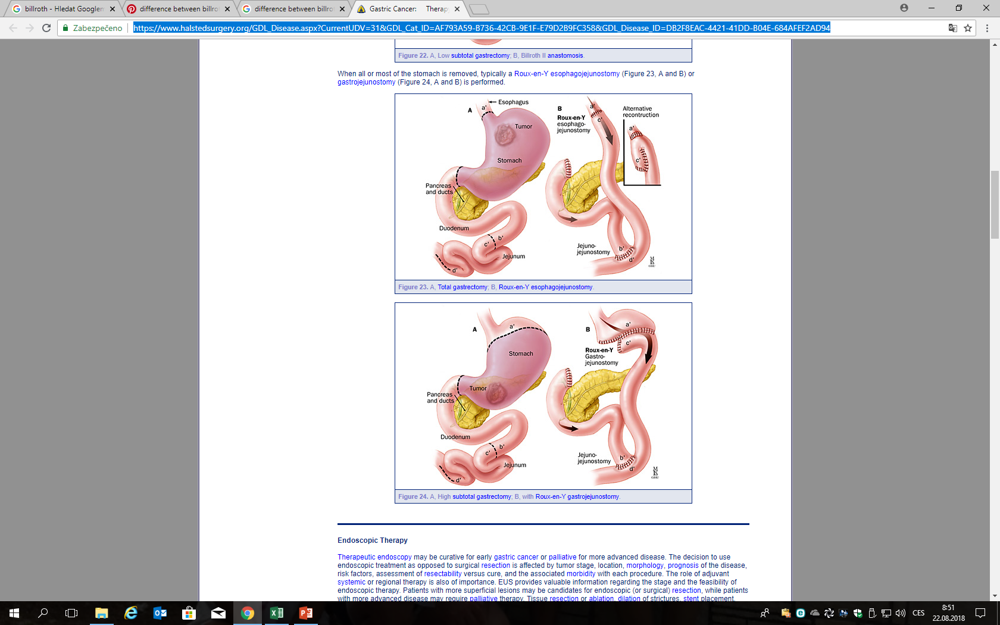 billroth - Hledat Googlem
difference between billro
difference between billro
Gastric Cancer: Therap
Zabezpečeno
https://www.halstedsurgery.org/GDL_Disease.aspx?CurrentUDV=31&GDL_Cat_ID=AF793A59-B736-42CB-9E1F-E79D2B9FC358&GDL_Disease_ID=DB2F8EAC-4421-41DD-B04E-684AFEF2AD94
Figure 22. A, Low subtotal gastrectomy; B, Billroth II anastomosis.
When all or most of the stomach is removed, typically a Roux-en-Y esophagojejunostomy (Figure 23, A and B) or
gastrojejunostomy (Figure 24, A and B) is performed.
A
a'
Esophagus
Tumor
Stomach
Pancreas
and ducts
Duodenum
c'
b'
Jejunum
d'
B
Roux-en-Y
esophago-
jejunostomy
a'
c'
Alternative
recontruction
a'
c'
Jejuno-
jejunostomy
b'
d'
Figure 23. A, Total gastrectomy; B, Roux-en-Y esophagojejunostomy.
A
a'
Stomach
Tumor
Pancreas
and ducts
Duodenum
c'
b'
Jejunum
d'
B
a'
c'
Roux-en-Y
Gastro-
jejunostomy
Jejuno-
jejunostomy
b'
d'
Figure 24. A, High subtotal gastrectomy; B, with Roux-en-Y gastrojejunostomy.
Endoscopic Therapy
Therapeutic endoscopy may be curative for early gastric cancer or palliative for more advanced disease. The decision to use
endoscopic treatment as opposed to surgical resection is affected by tumor stage, location, morphology, prognosis of the disease,
risk factors, assessment of resectability versus cure, and the associated morbidity with each procedure. The role of adjuvant
systemic or regional therapy is also of importance. EUS provides valuable information regarding the stage and the feasibility of
endoscopic therapy. Patients with more superficial lesions may be candidates for endoscopic (or surgical) resection, while patients
with more advanced disease may require palliative therapy. Tissue resection or ablation, dilation of strictures, stent placement,
CES
8:51
22.08.2018